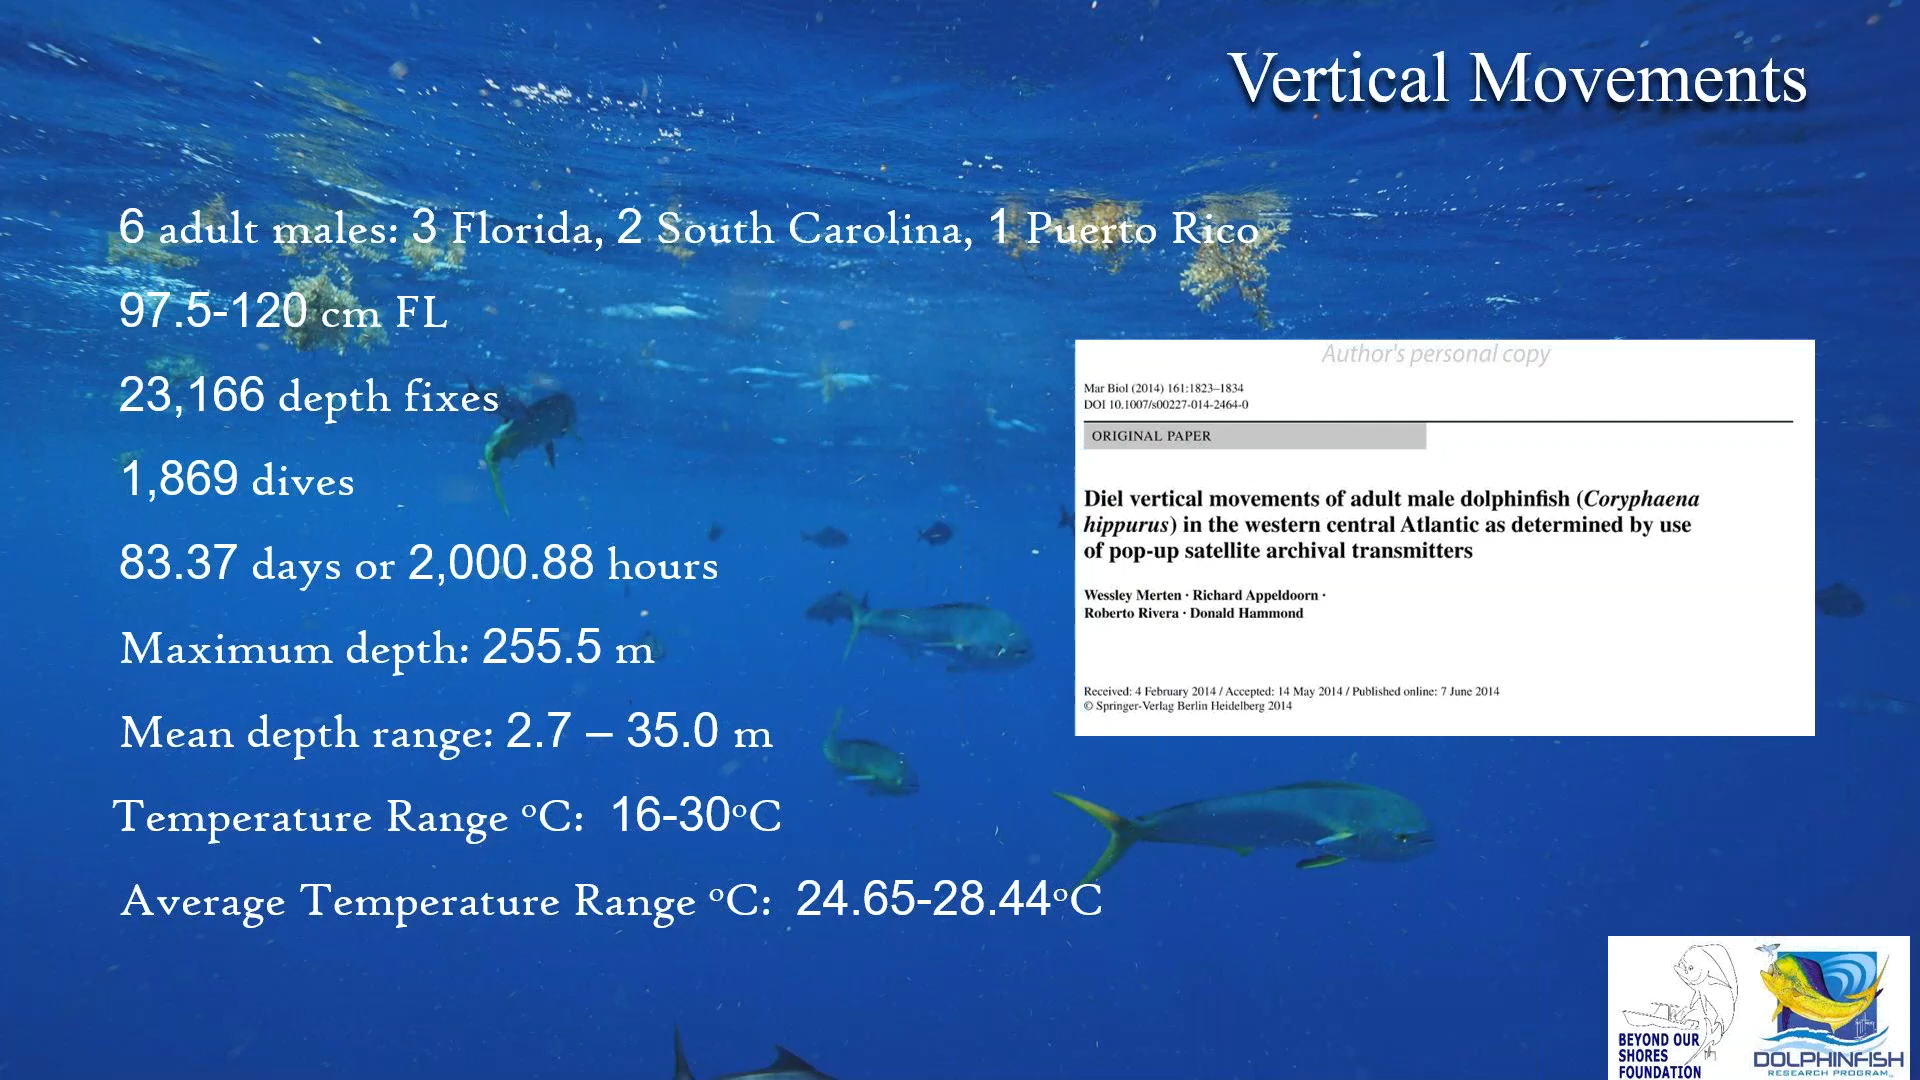 Vertical Movements
6 adult males: 3 Florida, 2 South Carolina, 1 Puerto Rico
97.5-120 cm FL
23,166 depth fixes
1,869 dives
83.37 days or 2,000.88 hours
Maximum depth: 255.5 m
Mean depth range: 2.7 – 35.0 m
Temperature Range ºC: 16-30ºC
Average Temperature Range ºC: 24.65-28.44ºC
Author's personal copy
Mar Biol (2014) 161:1823–1834
DOI 10.1007/s00227-014-2464-0
ORIGINAL PAPER
Diel vertical movements of adult male dolphinfish (Coryphaena
hippurus) in the western central Atlantic as determined by use
of pop-up satellite archival transmitters
Wessley Merten · Richard Appeldoorn ·
Roberto Rivera · Donald Hammond
Received: 4 February 2014 / Accepted: 14 May 2014 / Published online: 7 June 2014
© Springer-Verlag Berlin Heidelberg 2014
BEYOND OUR
SHORES
FOUNDATION
DOLPHINFISH
RESEARCH PROGRAM